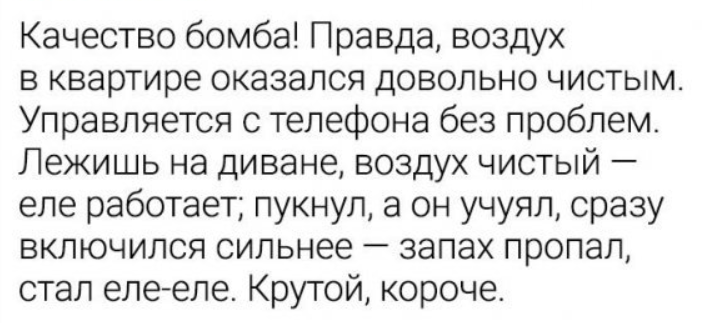 Качество бомба! Правда, воздух
в квартире оказался довольно чистым.
Управляется с телефона без проблем.
Лежишь на диване, воздух чистый —
еле работает; пукнул, а он учуял, сразу
включился сильнее — запах пропал,
стал еле-еле. Крутой, короче.